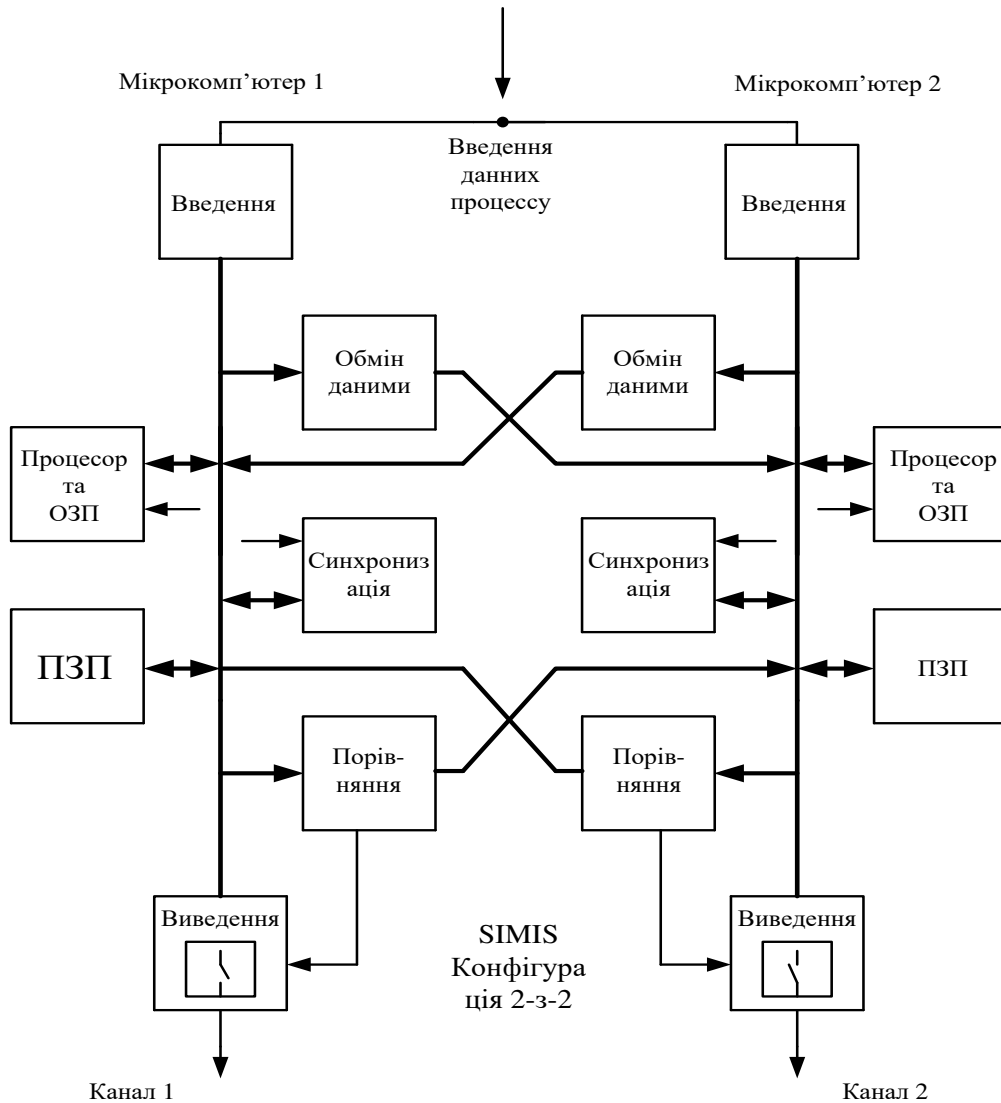 Мікрокомп’ютер 1
Мікрокомп’ютер 2
Введення
данних
процессу
Введення
Введення
Обмін
даними
Обмін
даними
Процесор
та
ОЗП
Процесор
та
ОЗП
Синхрониз
ація
Синхрониз
ація
ПЗП
ПЗП
Порів-
няння
Порів-
няння
Виведення
Виведення
SIMIS
Конфігура
ція 2-з-2
Канал 1
Канал 2